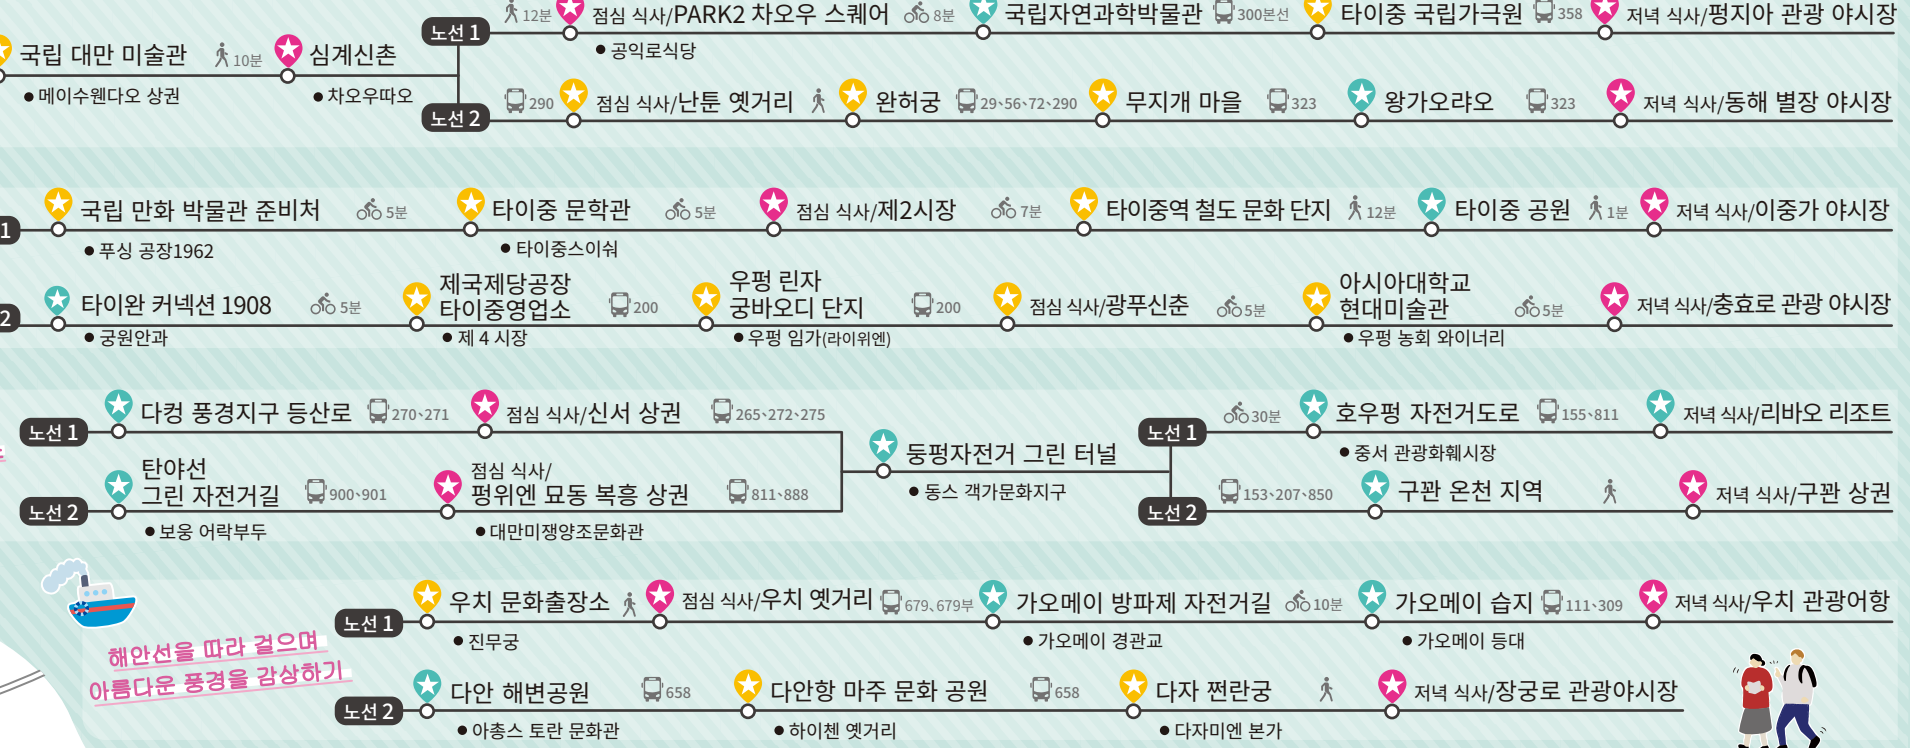 국립 대만 미술관
10분
심계신촌
메이수웬다오 상권
차오우따오
노선 1
12분
점심 식사/PARK2 차오우 스퀘어
8분
국립자연과학박물관
300본선
타이중 국립가극원
358
저녁 식사/펑지아 관광 야시장
공익로식당
노선 2
290
점심 식사/난툰 옛거리
완허궁
29、56、72、290
무지개 마을
323
왕가오랴오
323
저녁 식사/동해 별장 야시장
1
국립 만화 박물관 준비처
5분
타이중 문학관
5분
점심 식사/제2시장
7분
타이중역 철도 문화 단지
12분
타이중 공원
1분
저녁 식사/이중가 야시장
푸싱 공장1962
타이중스이숴
2
타이완 커넥션 1908
5분
제국제당공장
타이중영업소
200
우펑 린자
궁바오디 단지
200
점심 식사/광푸신춘
5분
아시아대학교
현대미술관
5분
저녁 식사/충효로 관광 야시장
궁원안과
제 4 시장
우펑 임가(라이위엔)
우펑 농회 와이너리
노선 1
다컹 풍경지구 등산로
270、271
점심 식사/신서 상권
265、272、275
노선 2
탄야선
그린 자전거길
900、901
점심 식사/
펑위엔 묘동 복흥 상권
811、888
보웅 어락부두
대만미쟁양조문화관
둥펑자전거 그린 터널
동스 객가문화지구
노선 1
30분
호우펑 자전거도로
155、811
저녁 식사/리바오 리조트
중서 관광화훼시장
노선 2
153、207、850
구관 온천 지역
저녁 식사/구관 상권
해안선을 따라 걸으며
아름다운 풍경을 감상하기
노선 1
우치 문화출장소
점심 식사/우치 옛거리
679、679부
가오메이 방파제 자전거길
10분
가오메이 습지
111、309
저녁 식사/우치 관광어항
진무궁
가오메이 경관교
가오메이 등대
노선 2
다안 해변공원
658
다안항 마주 문화 공원
658
다자 쩐란궁
저녁 식사/장궁로 관광야시장
아총스 토란 문화관
하이첸 옛거리
다자미엔 본가